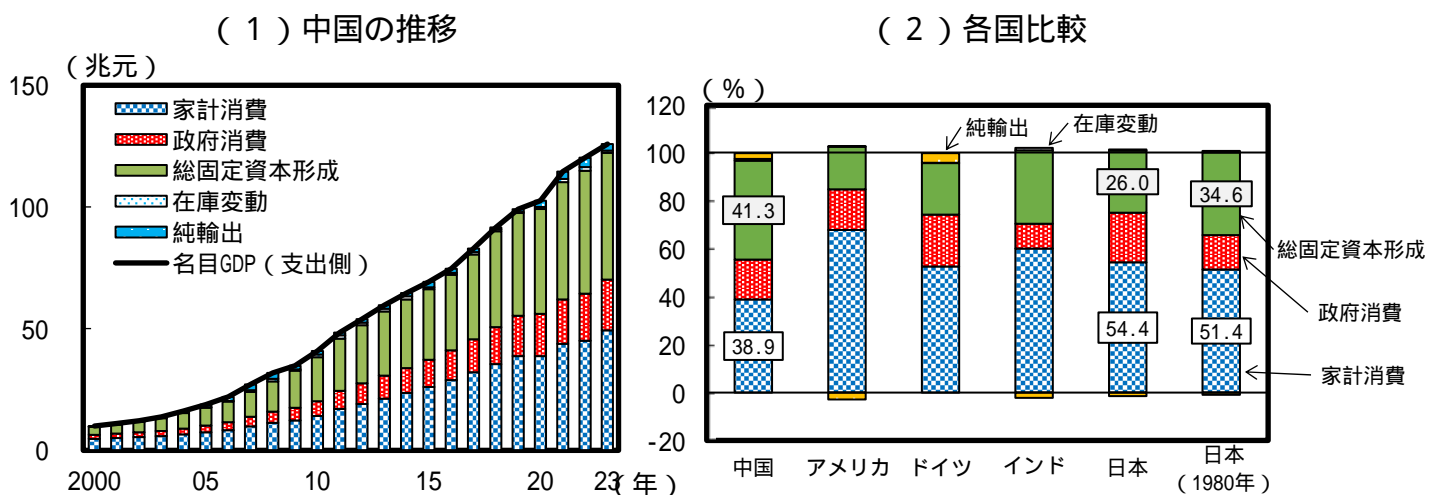 （１）中国の推移
（兆元）
150
100
50
0
家計消費
政府消費
総固定資本形成
在庫変動
純輸出
名目GDP（支出側）
2000 05 10 15 20 23（年）
（２）各国比較
（％）
120
100
80
60
40
20
0
-20
純輸出
在庫変動
41.3
38.9
26.0
54.4
34.6
51.4
総固定資本形成
政府消費
家計消費
中国 アメリカ ドイツ インド 日本 日本
（1980年）